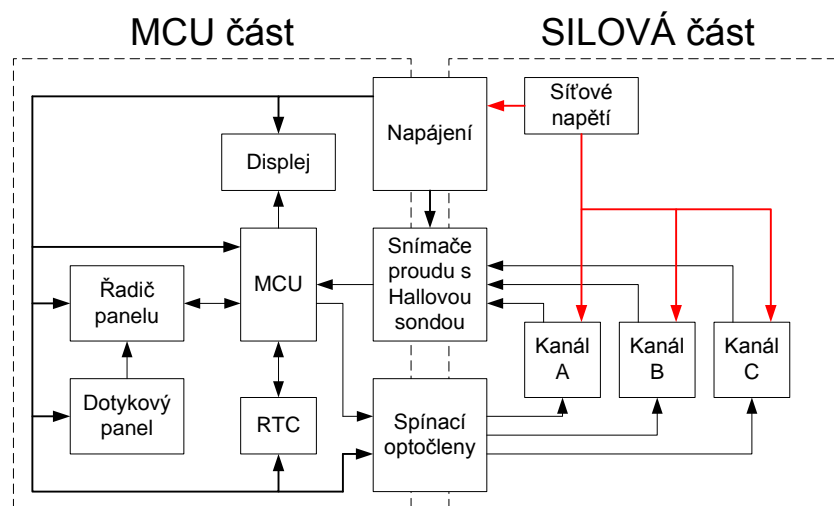 MCU část
SILOVÁ část
Síťové
napětí
Napájení
Displej
Snímače
proudu s
Hallovou
sondou
MCU
Řadič
panelu
Kanál
A
Kanál
B
Kanál
C
Dotykový
panel
RTC
Spínací
optočleny